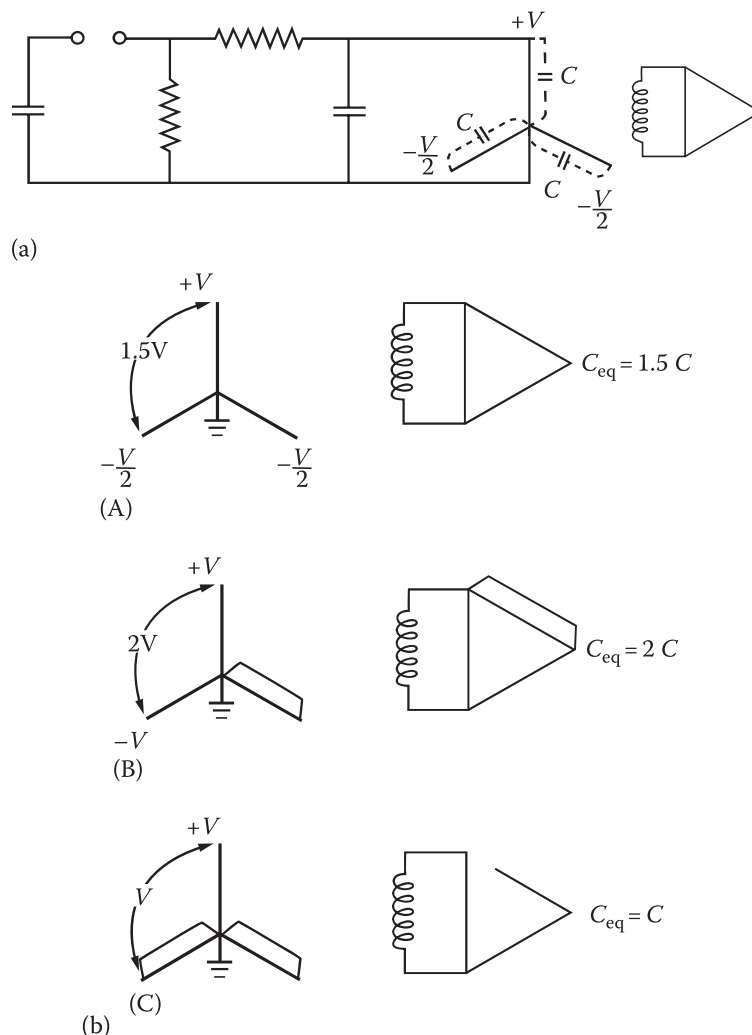 +V
C
C
−V/2
C
−V/2
(a)
+V
1.5V
C_eq = 1.5 C
−V/2
−V/2
(A)
+V
2V
C_eq = 2 C
−V
(B)
+V
V
C_eq = C
(C)
(b)